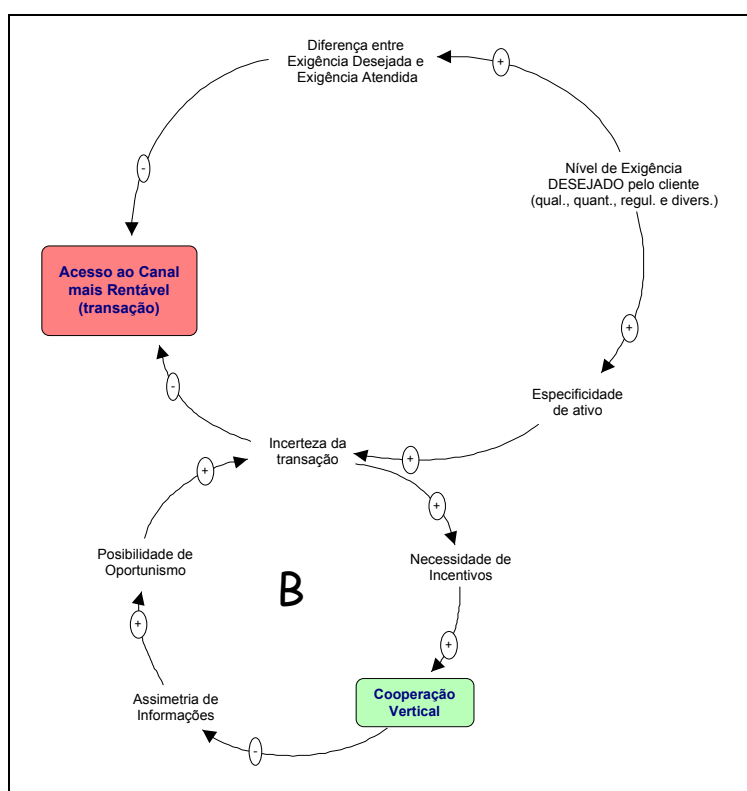 Diferença entre
Exigência Desejada e
Exigência Atendida
+
-
Nível de Exigência
DESEJADO pelo cliente
(qual., quant., regul. e divers.)
Acesso ao Canal
mais Rentável
(transação)
+
-
Especificidade
de ativo
Incerteza da
transação
+
+
+
Posibilidade de
Oportunismo
Necessidade de
Incentivos
B
+
+
Assimetria de
Informações
Cooperação
Vertical
-